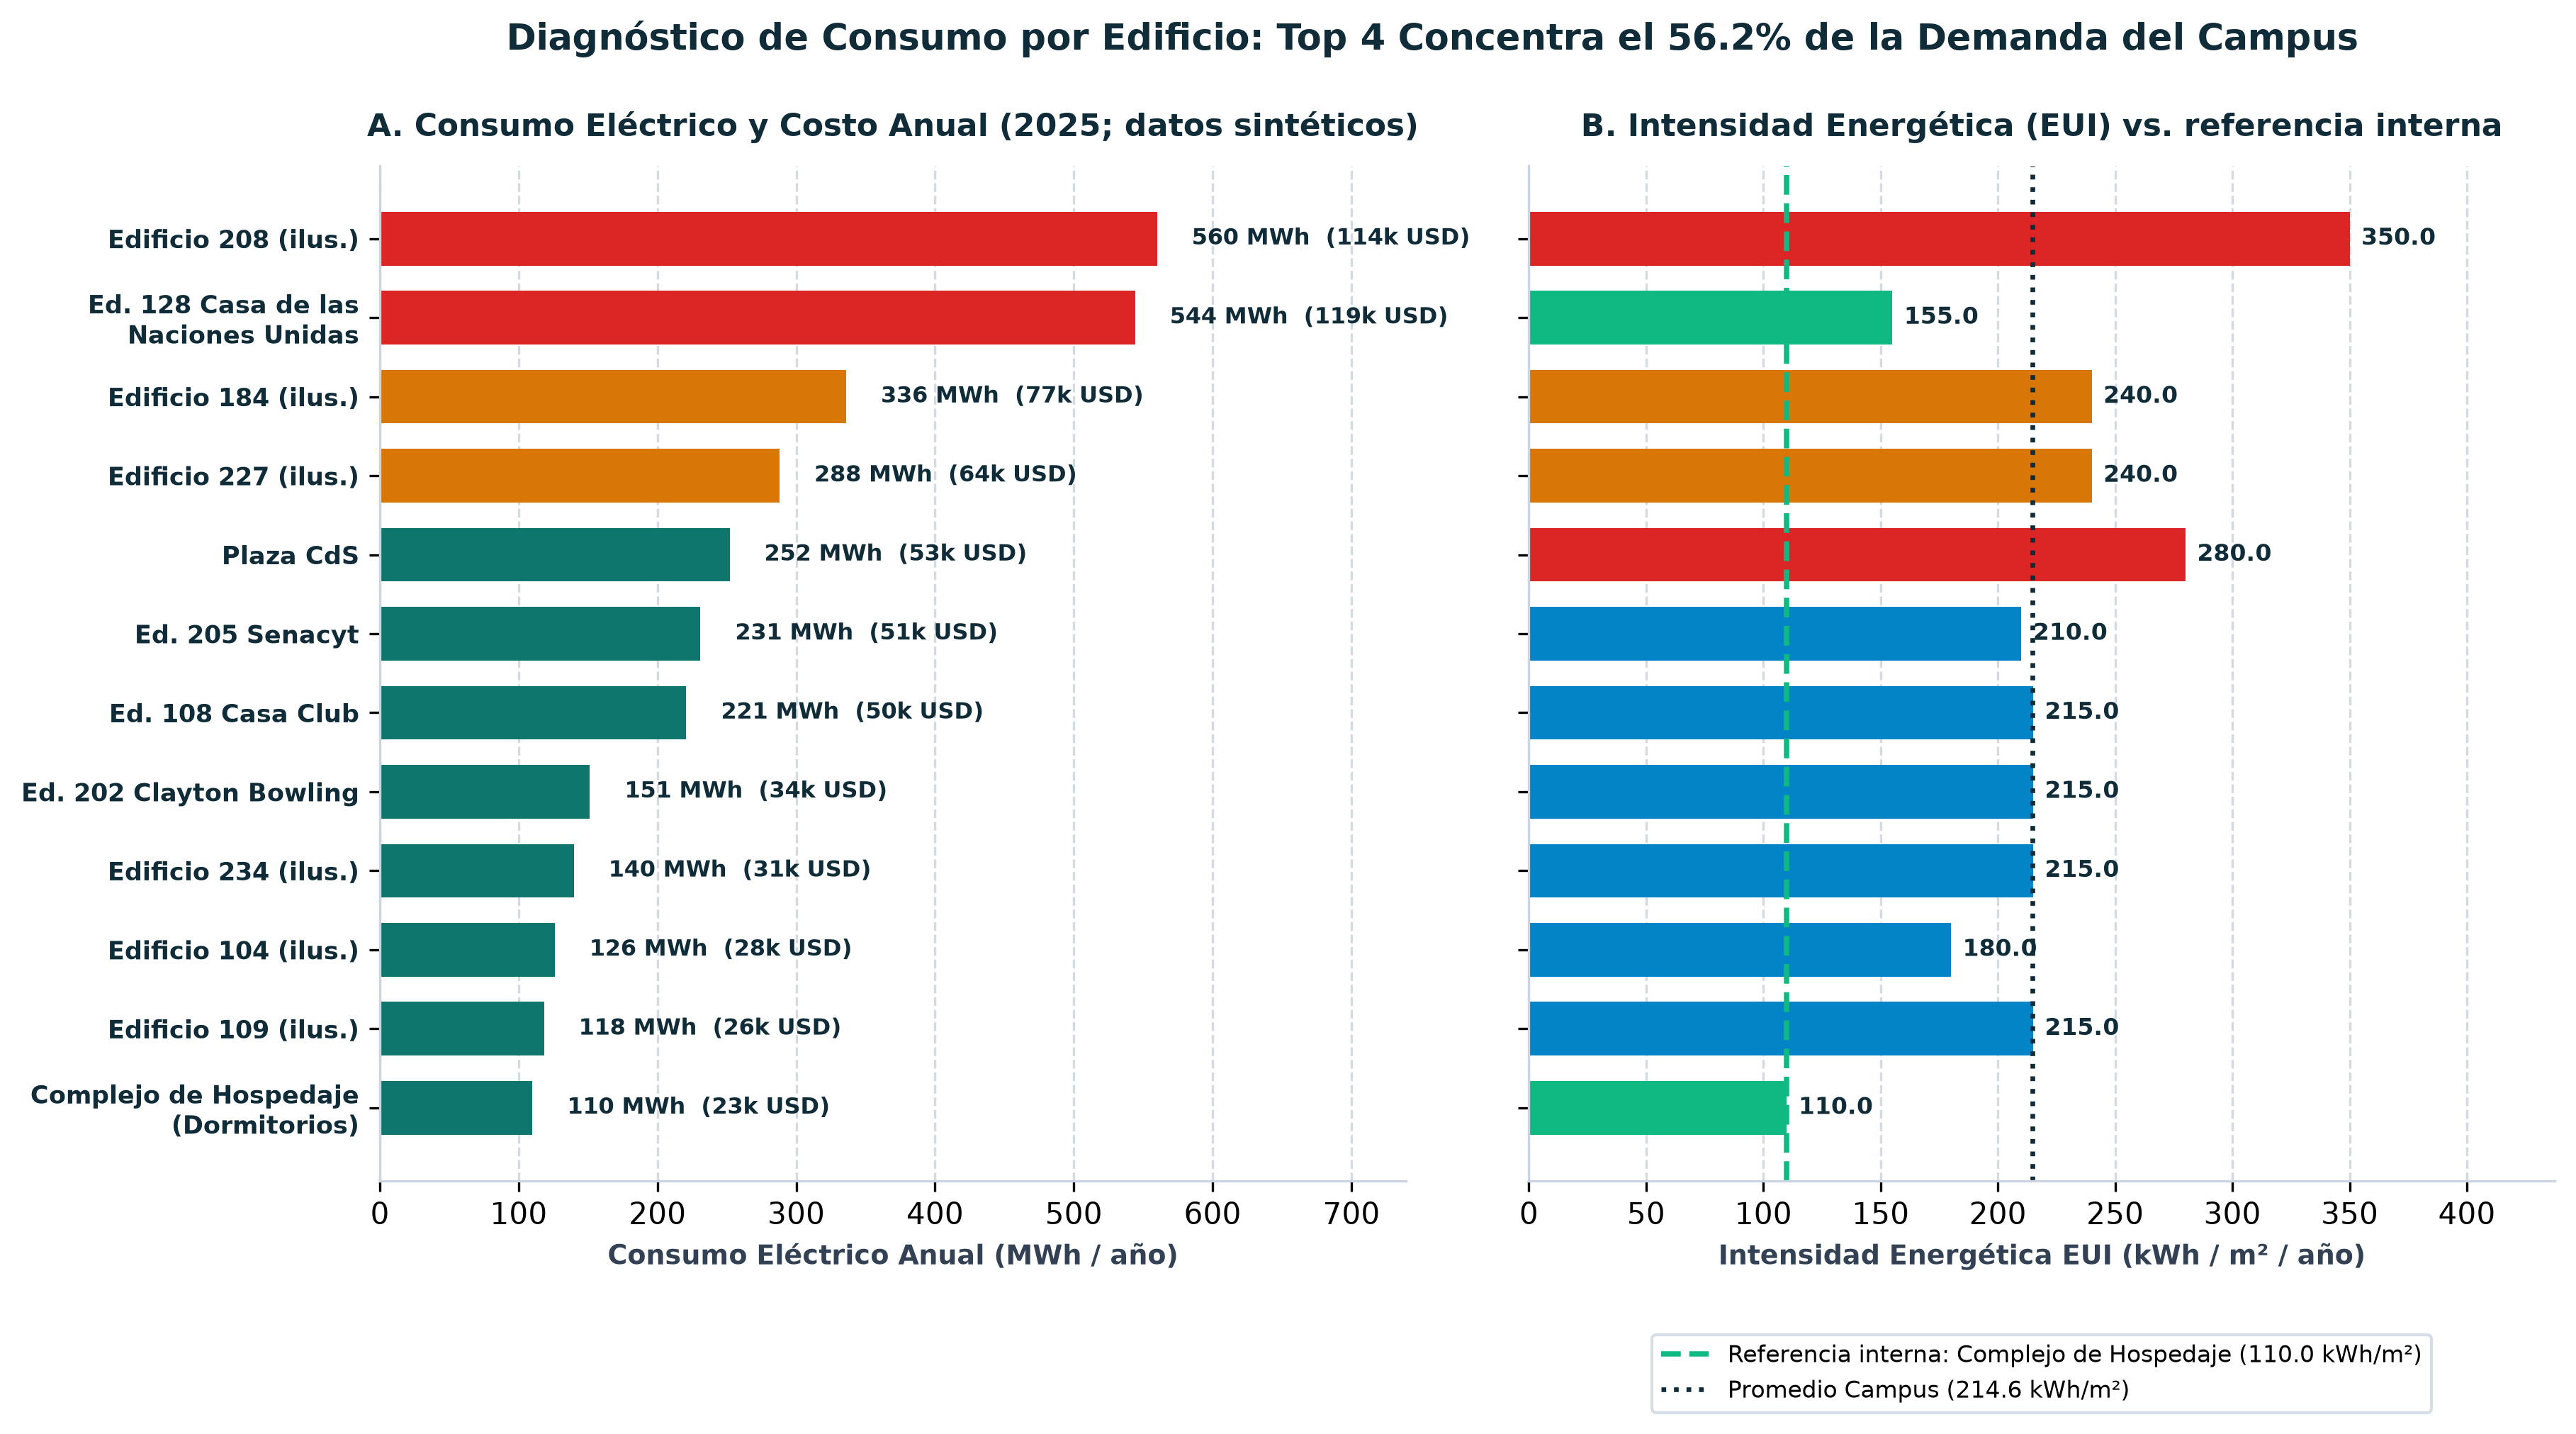 Diagnóstico de Consumo por Edificio: Top 4 Concentra el 56.2% de la Demanda del Campus
A. Consumo Eléctrico y Costo Anual (2025; datos sintéticos)
Edificio 208 (ilus.)
560 MWh (114k USD)
Ed. 128 Casa de las
Naciones Unidas
544 MWh (119k USD)
Edificio 184 (ilus.)
336 MWh (77k USD)
Edificio 227 (ilus.)
288 MWh (64k USD)
Plaza CdS
252 MWh (53k USD)
Ed. 205 Senacyt
231 MWh (51k USD)
Ed. 108 Casa Club
221 MWh (50k USD)
Ed. 202 Clayton Bowling
151 MWh (34k USD)
Edificio 234 (ilus.)
140 MWh (31k USD)
Edificio 104 (ilus.)
126 MWh (28k USD)
Edificio 109 (ilus.)
118 MWh (26k USD)
Complejo de Hospedaje
(Dormitorios)
110 MWh (23k USD)
0 100 200 300 400 500 600 700
Consumo Eléctrico Anual (MWh / año)
B. Intensidad Energética (EUI) vs. referencia interna
350.0
155.0
240.0
240.0
280.0
210.0
215.0
215.0
215.0
180.0
215.0
110.0
0 50 100 150 200 250 300 350 400
Intensidad Energética EUI (kWh / m² / año)
Referencia interna: Complejo de Hospedaje (110.0 kWh/m²)
Promedio Campus (214.6 kWh/m²)